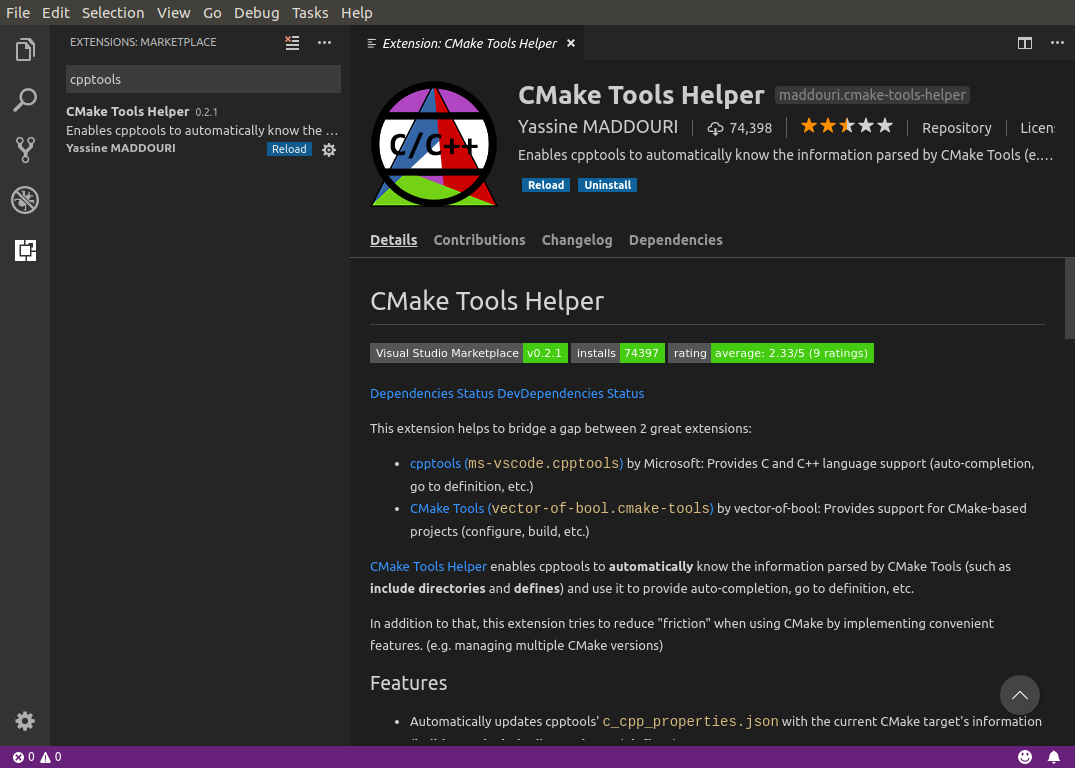 File Edit Selection View Go Debug Tasks Help
EXTENSIONS: MARKETPLACE
cpptools
CMake Tools Helper 0.2.1
Enables cpptools to automatically know the ...
Yassine MADDOURI Reload
Extension: CMake Tools Helper ×
C/C++
CMake Tools Helper maddouri.cmake-tools-helper
Yassine MADDOURI 74,398 Repository Licen
Enables cpptools to automatically know the information parsed by CMake Tools (e....
Reload Uninstall
Details Contributions Changelog Dependencies
CMake Tools Helper
Visual Studio Marketplace v0.2.1 installs 74397 rating average: 2.33/5 (9 ratings)
Dependencies Status DevDependencies Status
This extension helps to bridge a gap between 2 great extensions:
• cpptools (ms-vscode.cpptools) by Microsoft: Provides C and C++ language support (auto-completion,
go to definition, etc.)
• CMake Tools (vector-of-bool.cmake-tools) by vector-of-bool: Provides support for CMake-based
projects (configure, build, etc.)
CMake Tools Helper enables cpptools to automatically know the information parsed by CMake Tools (such as
include directories and defines) and use it to provide auto-completion, go to definition, etc.
In addition to that, this extension tries to reduce "friction" when using CMake by implementing convenient
features. (e.g. managing multiple CMake versions)
Features
• Automatically updates cpptools' c_cpp_properties.json with the current CMake target's information
0 0